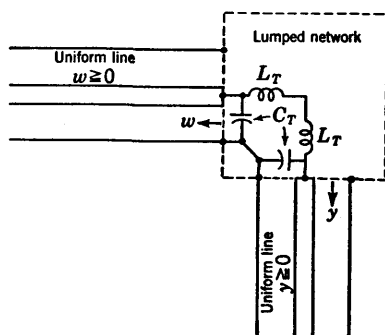 Lumped network
Uniform line
w ≧ 0
L_T
C_T
w
L_T
y
Uniform line
y ≧ 0